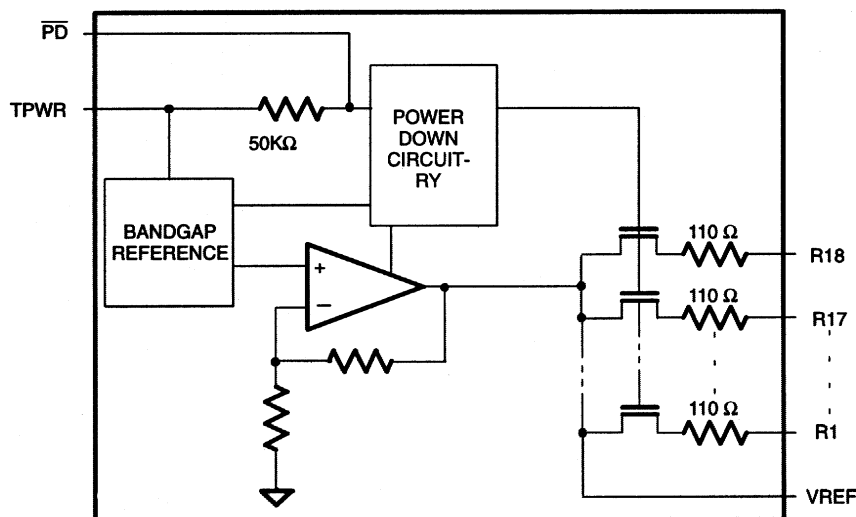 PD
TPWR
50KΩ
POWER
DOWN
CIRCUIT-
RY
BANDGAP
REFERENCE
+
−
110 Ω
R18
110 Ω
R17
110 Ω
R1
VREF